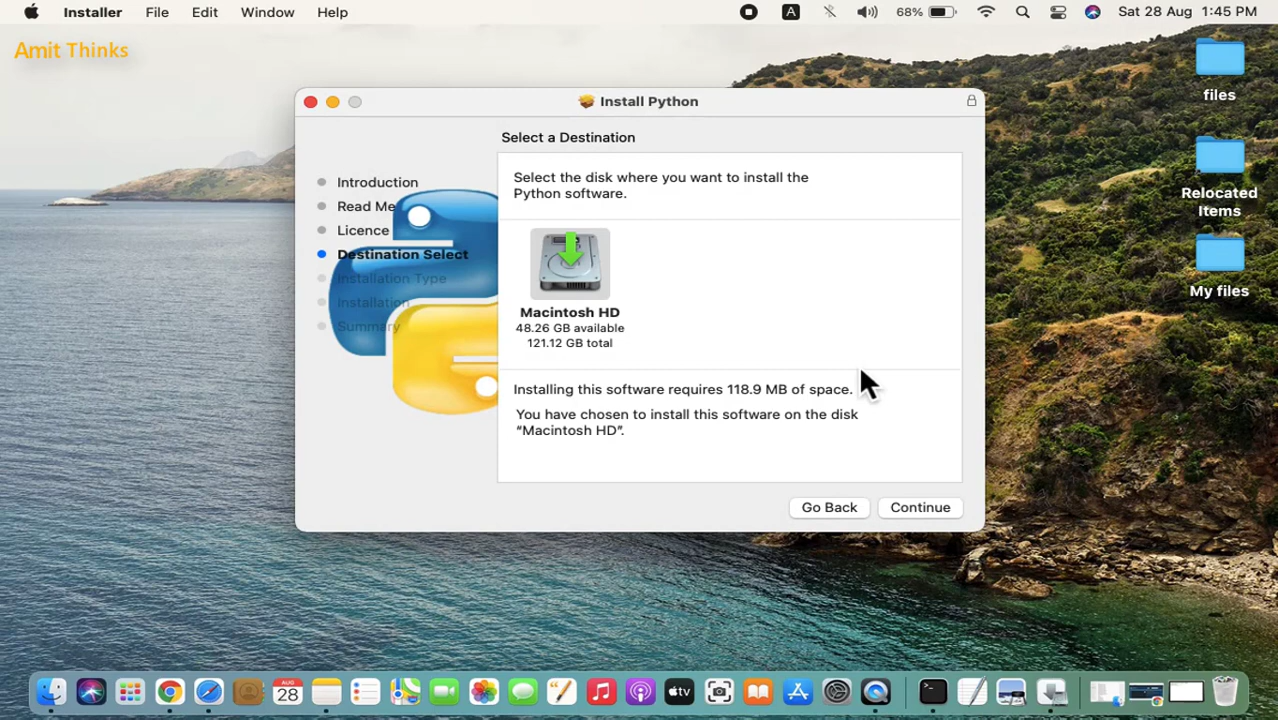 Installer File Edit Window Help
A 68% Sat 28 Aug 1:45 PM
Amit Thinks
files
Relocated
Items
My files
Install Python
Introduction
Read Me
Licence
Destination Select
Installation Type
Installation
Summary
Select a Destination
Select the disk where you want to install the
Python software.
Macintosh HD
48.26 GB available
121.12 GB total
Installing this software requires 118.9 MB of space.
You have chosen to install this software on the disk
“Macintosh HD”.
Go Back Continue
AUG
28
tv